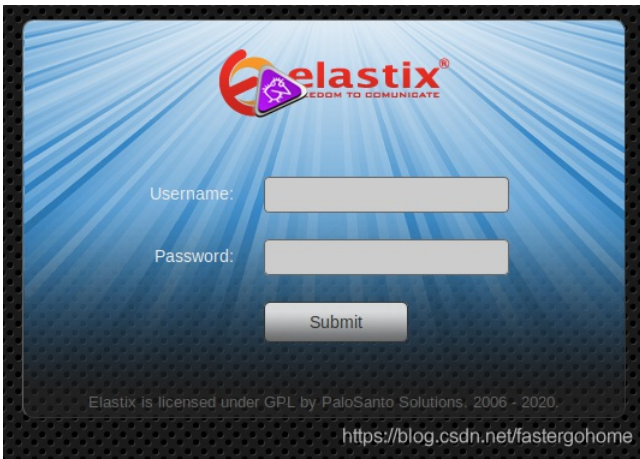 elastix®
EDOM TO COMUNICATE
Username:
Password:
Submit
Elastix is licensed under GPL by PaloSanto Solutions. 2006 - 2020.
https://blog.csdn.net/fastergohome